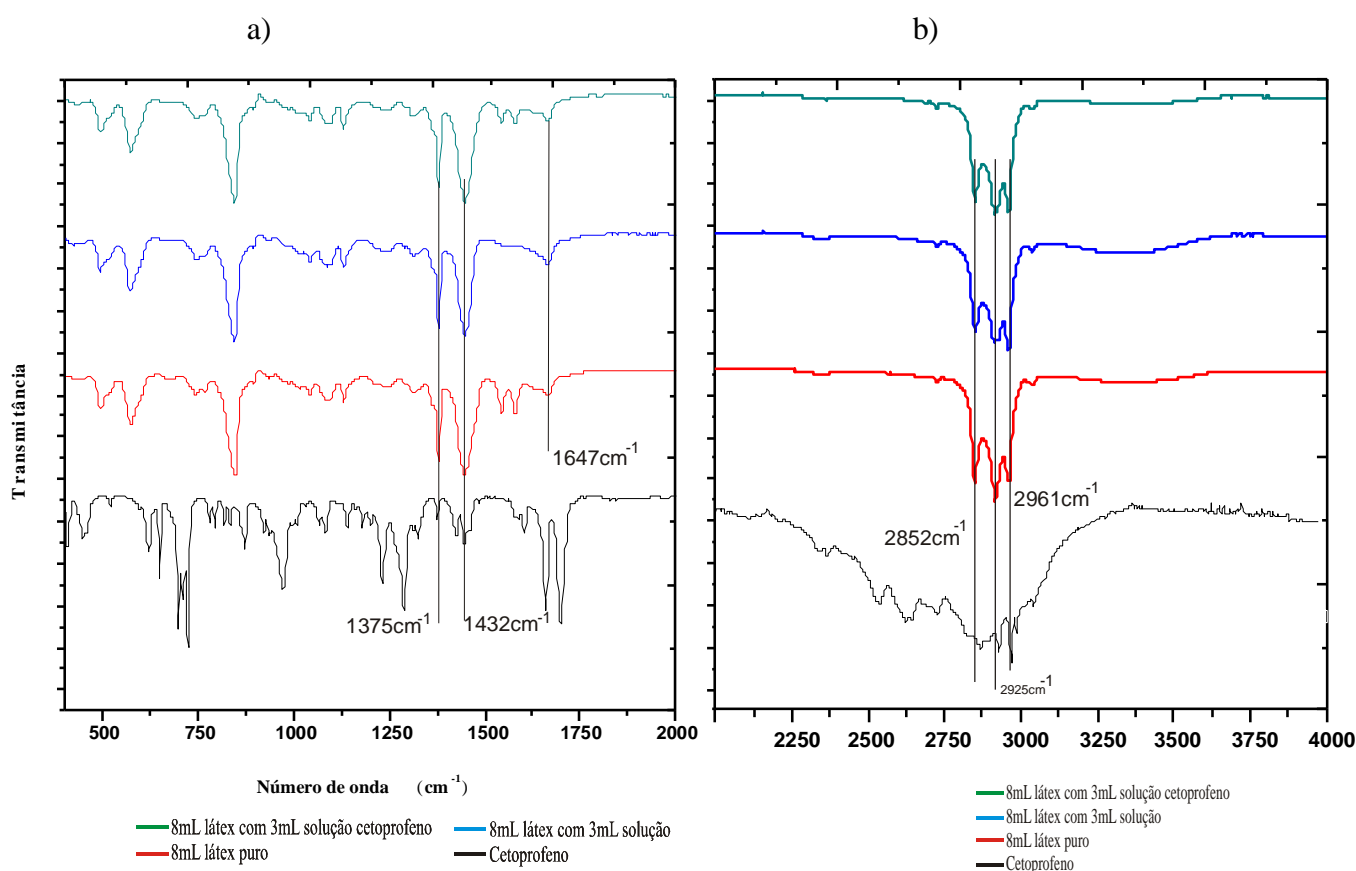 a)
b)
500 750 1000 1250 1500 1750 2000
2250 2500 2750 3000 3250 3500 3750 4000
Transmitância
1647cm-1
1375cm-1
1432cm-1
2961cm-1
2852cm-1
2925cm-1
Número de onda (cm-1)
8mL látex com 3mL solução cetoprofeno
8mL látex com 3mL solução
8mL látex puro
Cetoprofeno
8mL látex com 3mL solução cetoprofeno
8mL látex com 3mL solução
8mL látex puro
Cetoprofeno